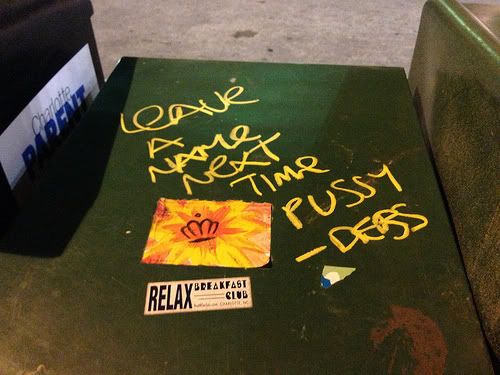 Charlotte
PARENT
LEAVE
A
NAME
NEXT
TIME
PUSSY
- DEBS
RELAX BREAKFAST
CLUB